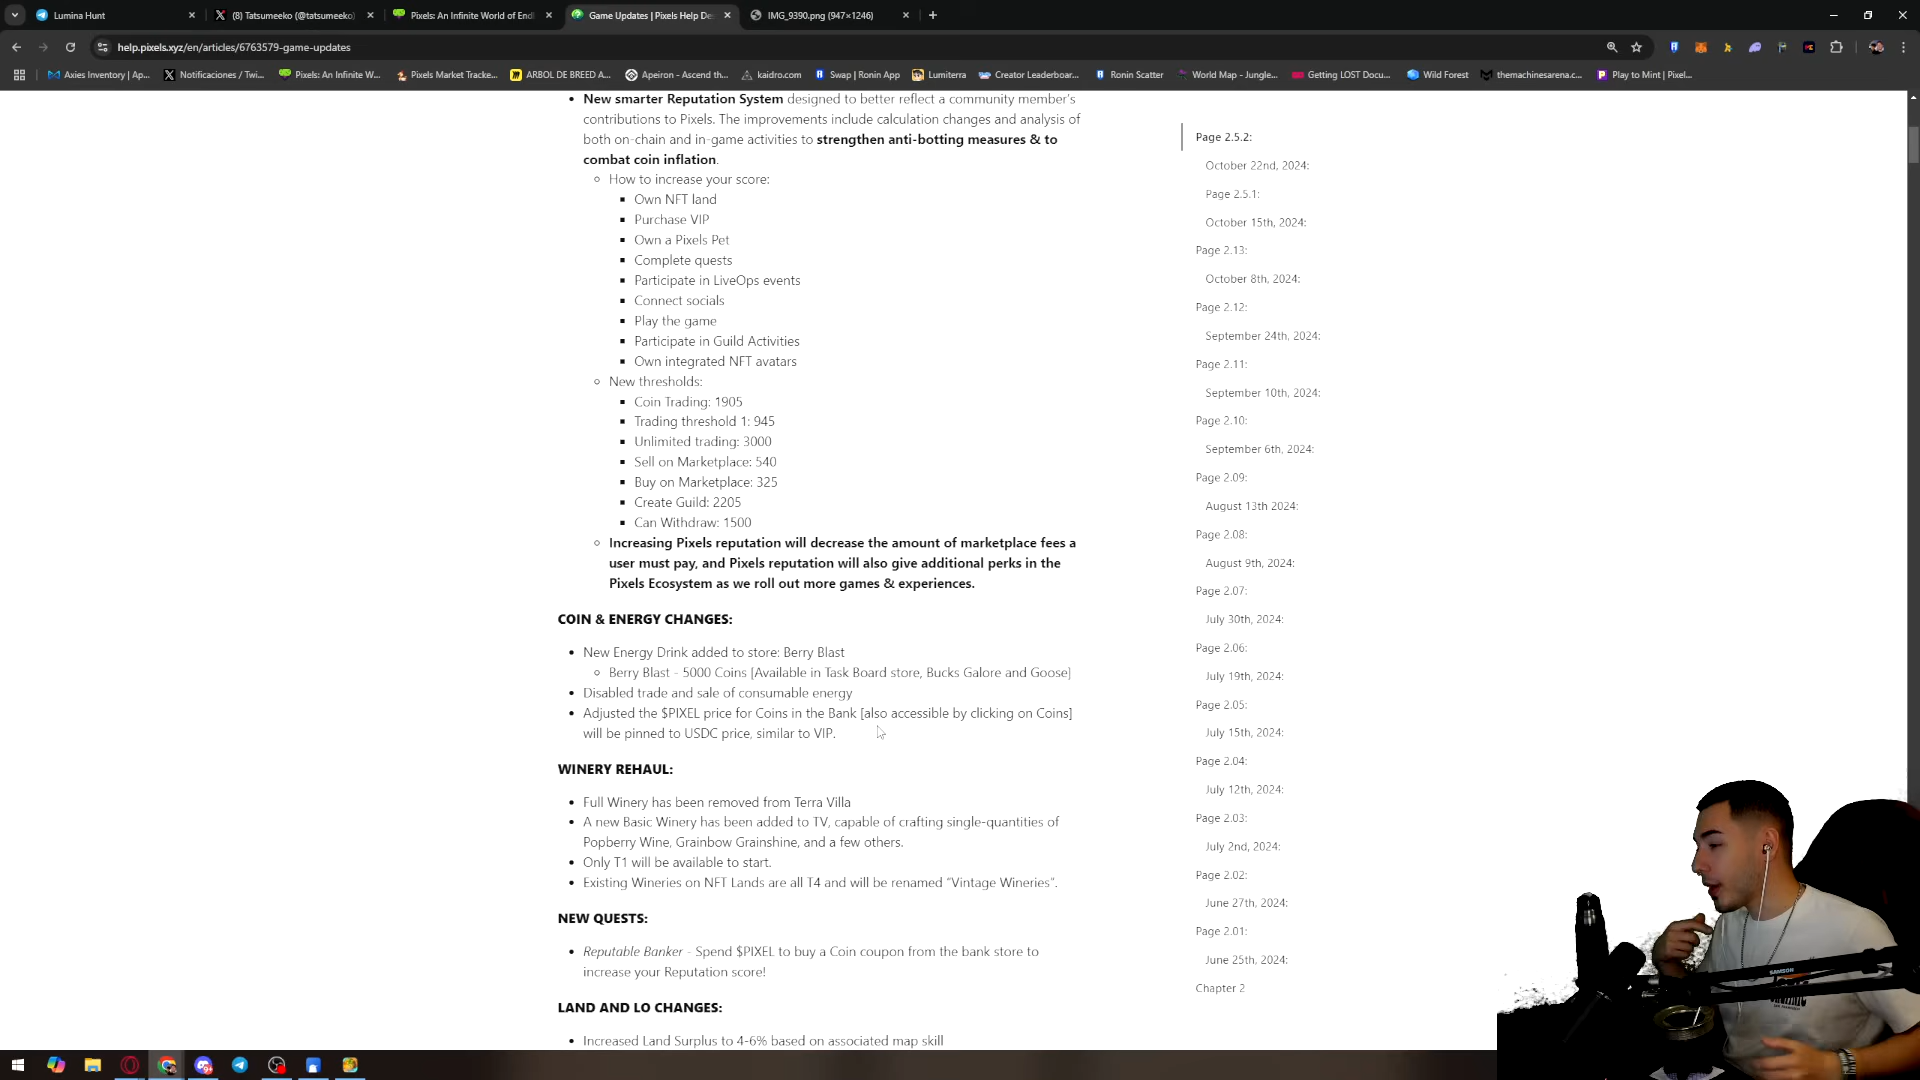 Lumina Hunt
(8) Tatsumeeko (@tatsumeeko)
Pixels: An Infinite World of Endl
Game Updates | Pixels Help De
IMG_9390.png (947×1246)
help.pixels.xyz/en/articles/6763579-game-updates
Axies Inventory | Ap...
Notificaciones / Twi...
Pixels: An Infinite W...
Pixels Market Tracke...
ARBOL DE BREED A...
Apeiron - Ascend th...
kaidro.com
Swap | Ronin App
Lumiterra
Creator Leaderboar...
Ronin Scatter
World Map - Jungle...
Getting LOST Docu...
Wild Forest
themachinesarena.c...
Play to Mint | Pixel...
• New smarter Reputation System designed to better reflect a community member's
contributions to Pixels. The improvements include calculation changes and analysis of
both on-chain and in-game activities to strengthen anti-botting measures & to
combat coin inflation.
How to increase your score:
Own NFT land
Purchase VIP
Own a Pixels Pet
Complete quests
Participate in LiveOps events
Connect socials
Play the game
Participate in Guild Activities
Own integrated NFT avatars
New thresholds:
Coin Trading: 1905
Trading threshold 1: 945
Unlimited trading: 3000
Sell on Marketplace: 540
Buy on Marketplace: 325
Create Guild: 2205
Can Withdraw: 1500
Increasing Pixels reputation will decrease the amount of marketplace fees a
user must pay, and Pixels reputation will also give additional perks in the
Pixels Ecosystem as we roll out more games & experiences.
COIN & ENERGY CHANGES:
• New Energy Drink added to store: Berry Blast
Berry Blast - 5000 Coins [Available in Task Board store, Bucks Galore and Goose]
• Disabled trade and sale of consumable energy
• Adjusted the $PIXEL price for Coins in the Bank [also accessible by clicking on Coins]
will be pinned to USDC price, similar to VIP.
WINERY REHAUL:
• Full Winery has been removed from Terra Villa
• A new Basic Winery has been added to TV, capable of crafting single-quantities of
Popberry Wine, Grainbow Grainshine, and a few others.
• Only T1 will be available to start.
• Existing Wineries on NFT Lands are all T4 and will be renamed “Vintage Wineries”.
NEW QUESTS:
• Reputable Banker - Spend $PIXEL to buy a Coin coupon from the bank store to
increase your Reputation score!
LAND AND LO CHANGES:
• Increased Land Surplus to 4-6% based on associated map skill
Page 2.5.2:
October 22nd, 2024:
Page 2.5.1:
October 15th, 2024:
Page 2.13:
October 8th, 2024:
Page 2.12:
September 24th, 2024:
Page 2.11:
September 10th, 2024:
Page 2.10:
September 6th, 2024:
Page 2.09:
August 13th 2024:
Page 2.08:
August 9th, 2024:
Page 2.07:
July 30th, 2024:
Page 2.06:
July 19th, 2024:
Page 2.05:
July 15th, 2024:
Page 2.04:
July 12th, 2024:
Page 2.03:
July 2nd, 2024:
Page 2.02:
June 27th, 2024:
Page 2.01:
June 25th, 2024:
Chapter 2
SAMSON